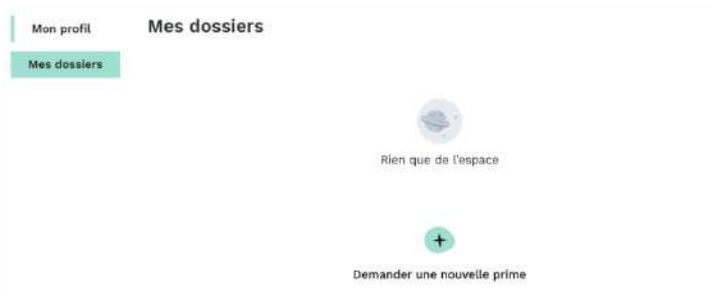 Mon profil
Mes dossiers
Mes dossiers
Rien que de l'espace
Demander une nouvelle prime